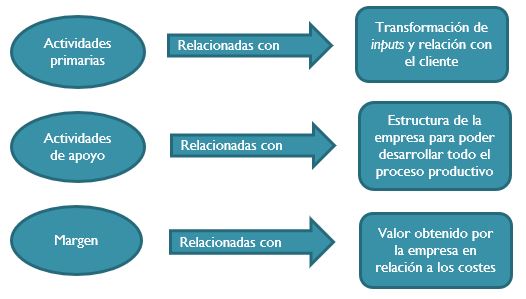 Actividades
primarias
Relacionadas con
Transformación de
inputs y relación con
el cliente
Actividades
de apoyo
Relacionadas con
Estructura de la
empresa para poder
desarrollar todo el
proceso productivo
Margen
Relacionadas con
Valor obtenido por
la empresa en
relación a los costes